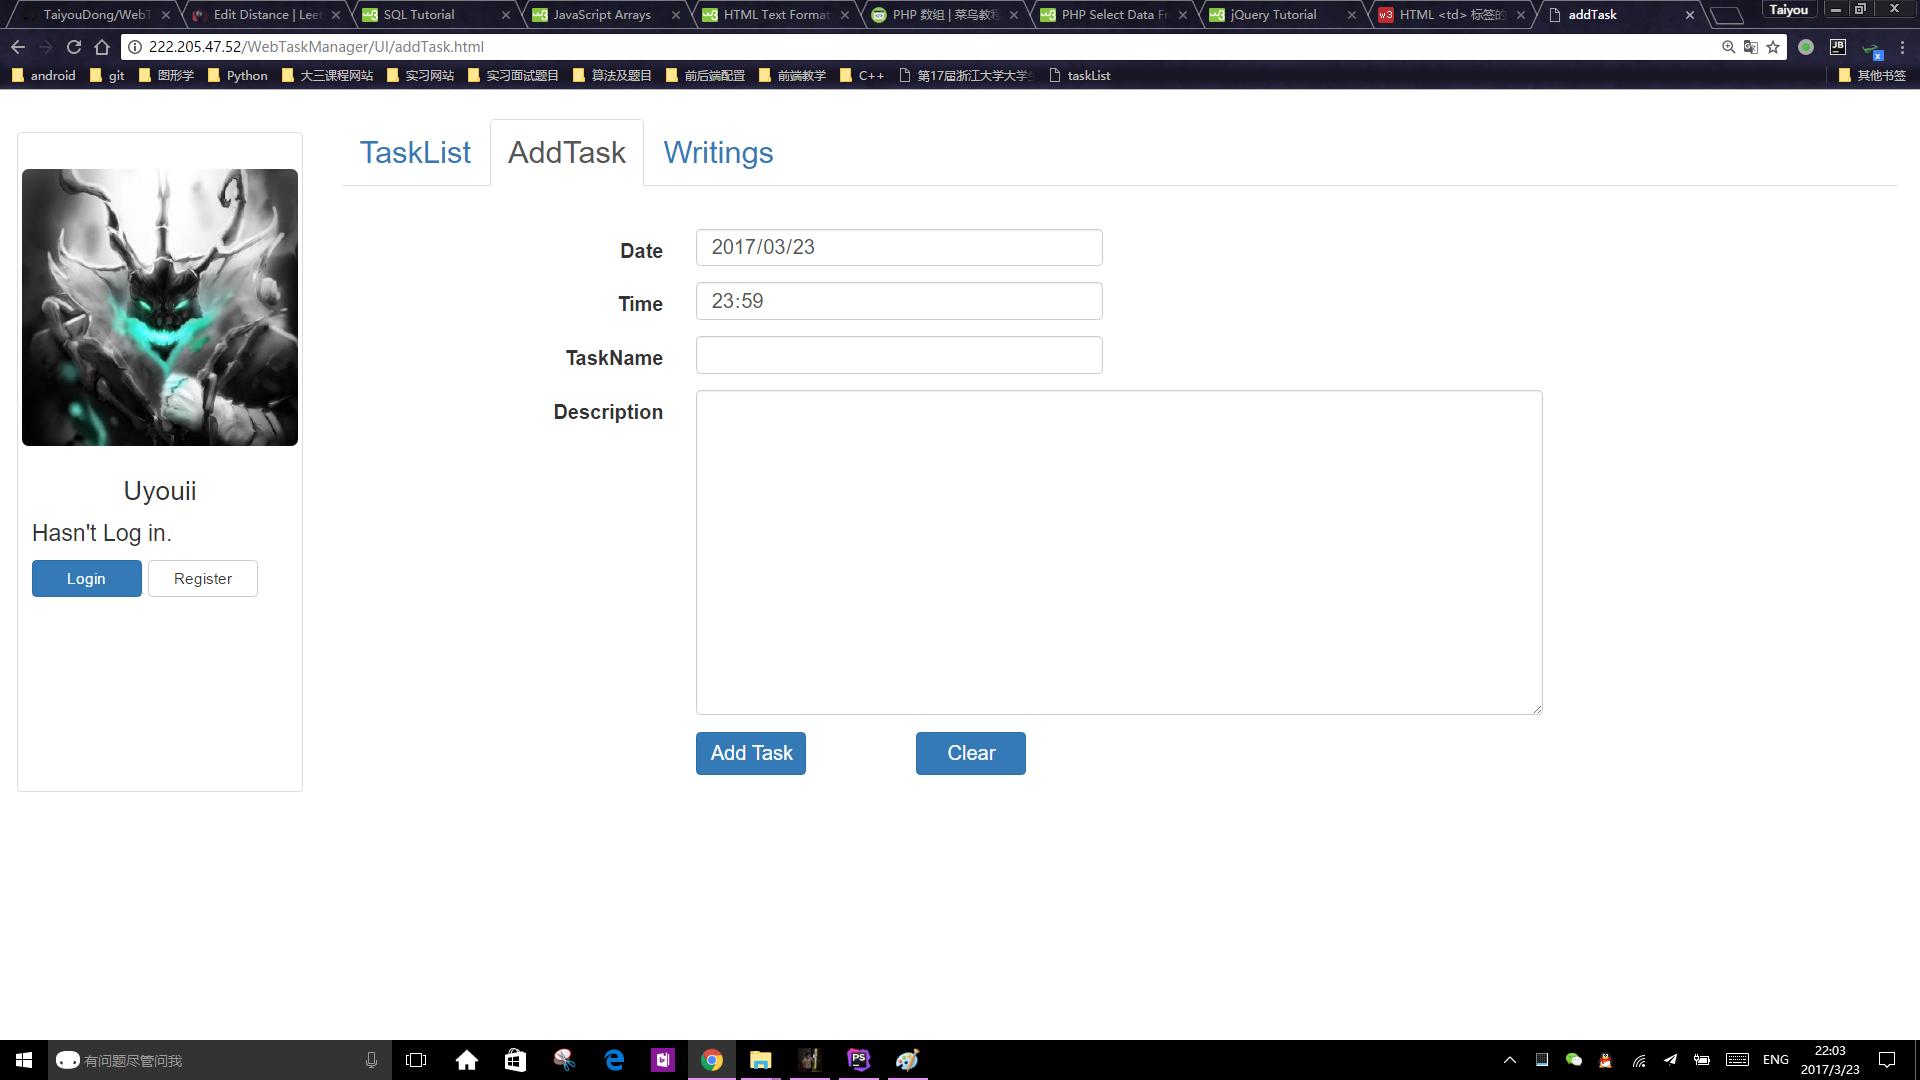 TaiyouDong/WebT
Edit Distance | Leet
SQL Tutorial
JavaScript Arrays
HTML Text Format
PHP 数组 | 菜鸟教程
PHP Select Data Fr
jQuery Tutorial
HTML <td> 标签的
addTask
Taiyou
222.205.47.52/WebTaskManager/UI/addTask.html
android
git
图形学
Python
大三课程网站
实习网站
实习面试题目
算法及题目
前后端配置
前端教学
C++
第17届浙江大学大学生
taskList
其他书签
TaskList
AddTask
Writings
Date
2017/03/23
Time
23:59
TaskName
Description
Uyouii
Hasn't Log in.
Login
Register
Add Task
Clear
有问题尽管问我
ENG
22:03
2017/3/23